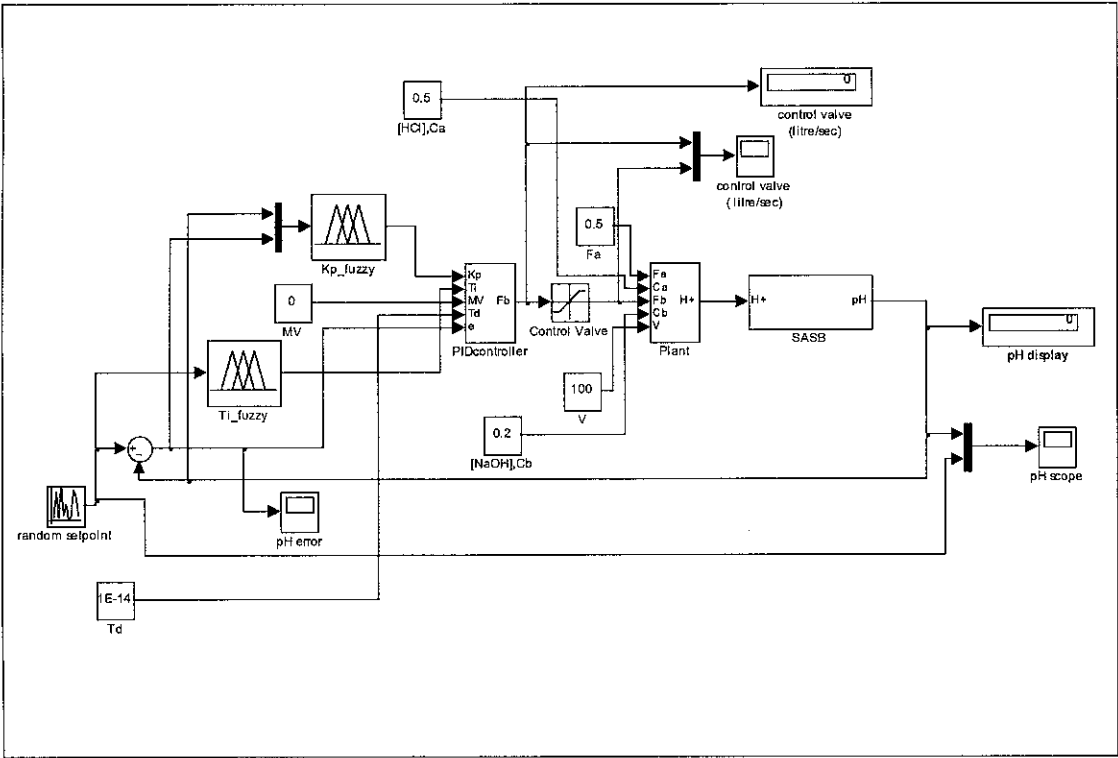 0
control valve
(litre/sec)
0.5
[HCl],Ca
control valve
( litre/sec)
0.5
Fa
Kp_fuzzy
Kp
Ti
MV
Td
e
Fb
PIDcontroller
0
MV
Control Valve
Fa
Ca
Fb
Cb
V
H+
Plant
H+
pH
SASB
0
pH display
Ti_fuzzy
100
V
0.2
[NaOH],Cb
+
-
pH scope
random setpoint
pH error
1E-14
Td